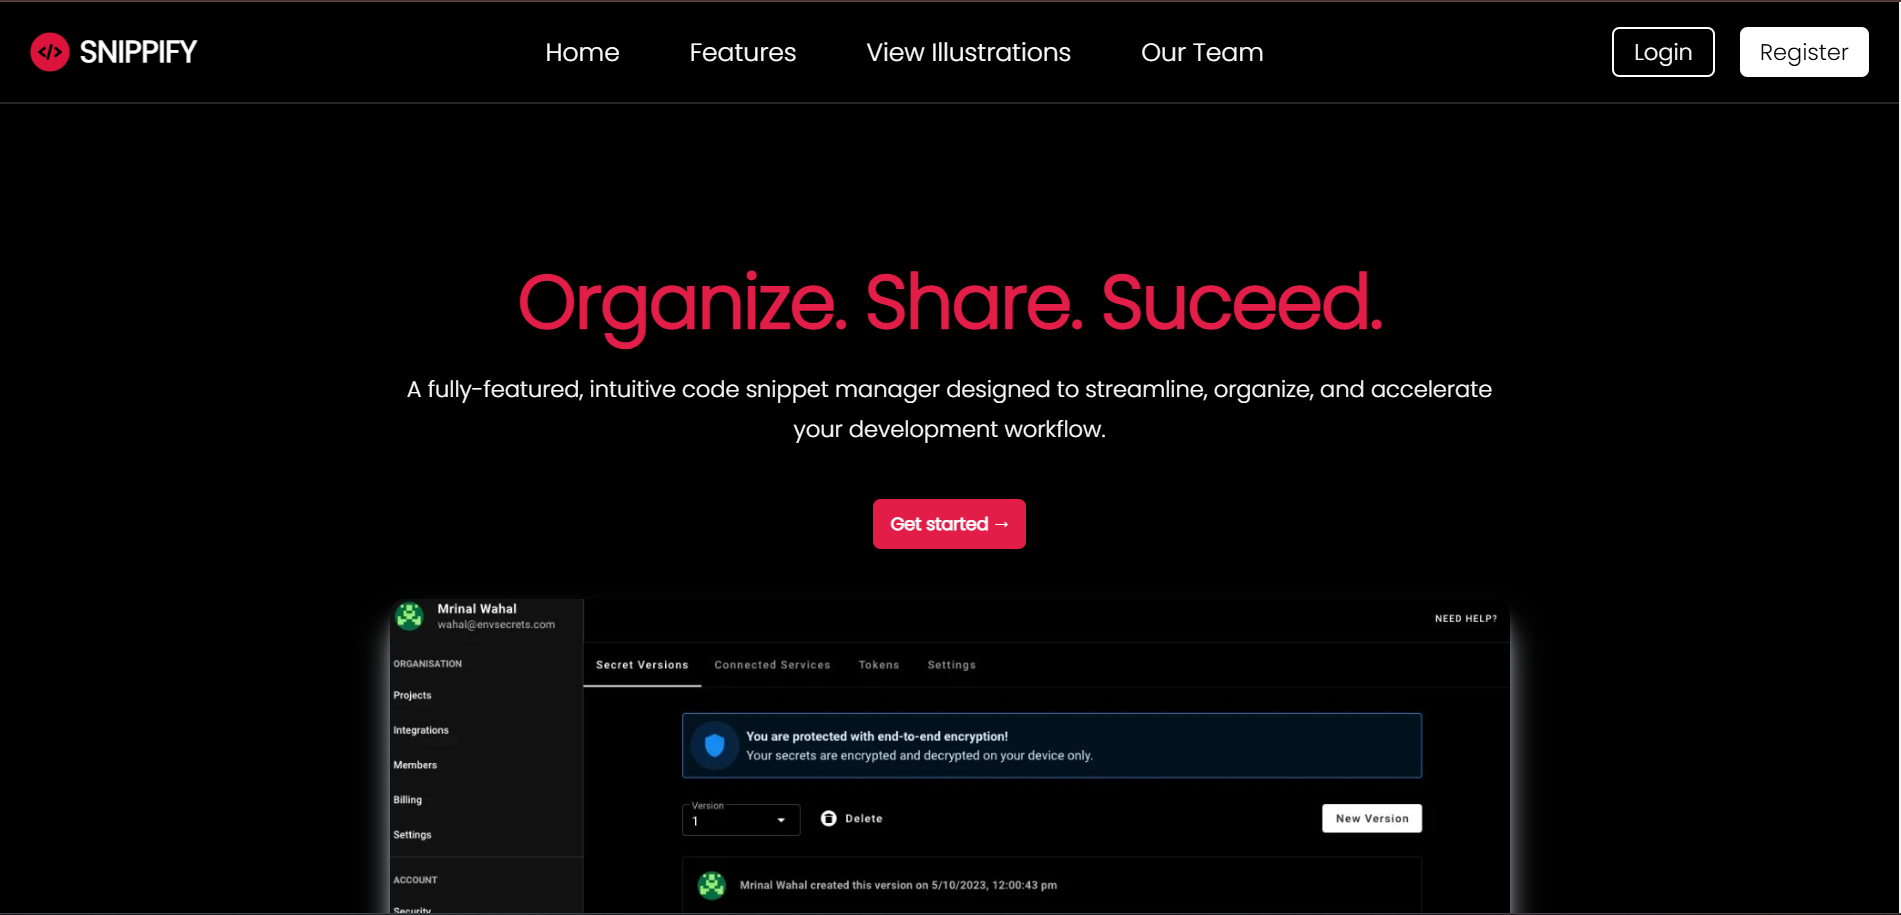 SNIPPIFY
Home
Features
View Illustrations
Our Team
Login
Register
Organize. Share. Suceed.
A fully-featured, intuitive code snippet manager designed to streamline, organize, and accelerate
your development workflow.
Get started →
Mrinal Wahal
wahal@envsecrets.com
NEED HELP?
ORGANISATION
Projects
Integrations
Members
Billing
Settings
ACCOUNT
Security
Secret Versions
Connected Services
Tokens
Settings
You are protected with end-to-end encryption!
Your secrets are encrypted and decrypted on your device only.
Version
1
Delete
New Version
Mrinal Wahal created this version on 5/10/2023, 12:00:43 pm